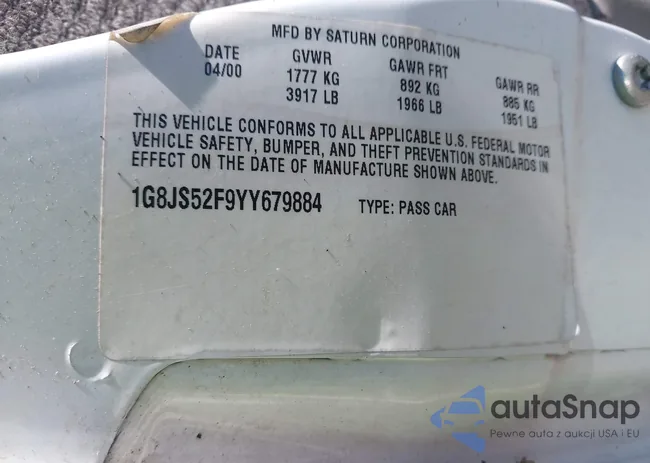 MFD BY SATURN CORPORATION
DATE GVWR GAWR FRT GAWR RR
04/00 1777 KG 892 KG 885 KG
3917 LB 1966 LB 1951 LB
THIS VEHICLE CONFORMS TO ALL APPLICABLE U.S. FEDERAL MOTOR
VEHICLE SAFETY, BUMPER, AND THEFT PREVENTION STANDARDS IN
EFFECT ON THE DATE OF MANUFACTURE SHOWN ABOVE.
1G8JS52F9YY679884 TYPE: PASS CAR
autaSnap
Pewne auta z aukcji USA i EU